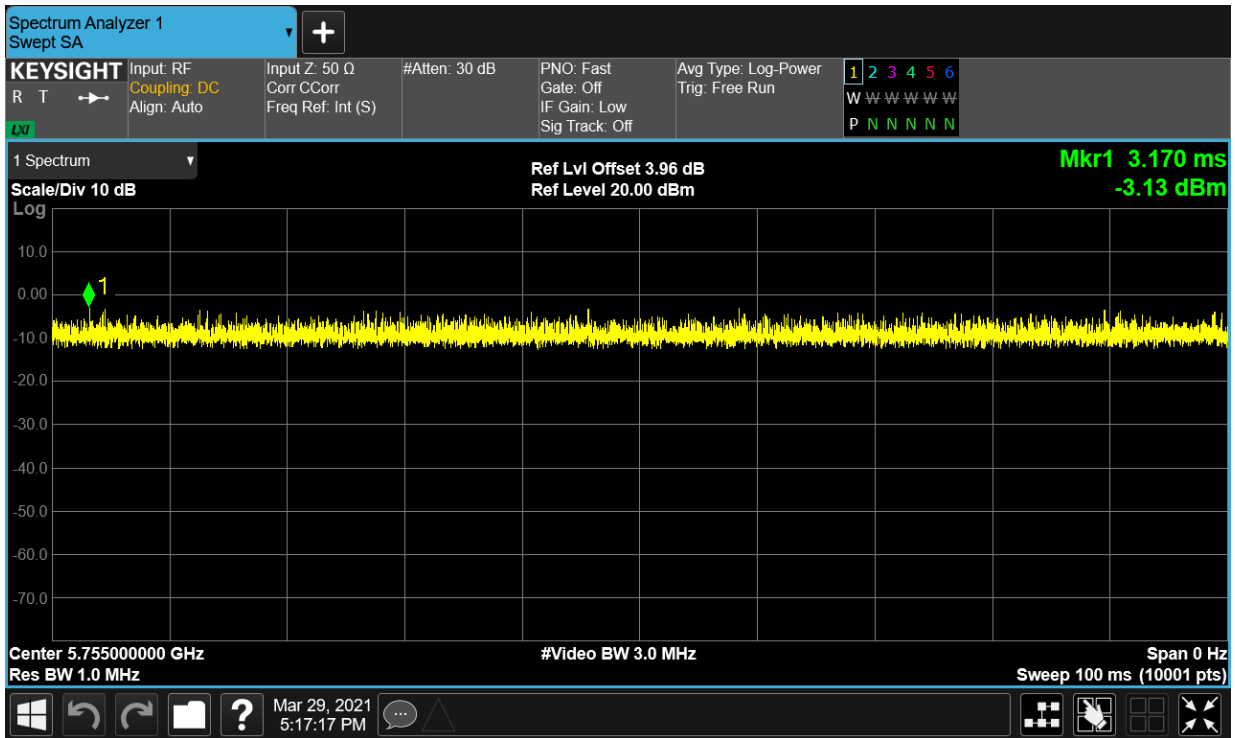 Spectrum Analyzer 1
Swept SA
KEYSIGHT
R T
LXI
Input: RF
Coupling: DC
Align: Auto
Input Z: 50 Ω
Corr CCorr
Freq Ref: Int (S)
#Atten: 30 dB
PNO: Fast
Gate: Off
IF Gain: Low
Sig Track: Off
Avg Type: Log-Power
Trig: Free Run
1 2 3 4 5 6
W W W W W W
P N N N N N
1 Spectrum
Scale/Div 10 dB
Log
Ref Lvl Offset 3.96 dB
Ref Level 20.00 dBm
Mkr1 3.170 ms
-3.13 dBm
10.0
1
0.00
-10.0
-20.0
-30.0
-40.0
-50.0
-60.0
-70.0
Center 5.755000000 GHz
Res BW 1.0 MHz
#Video BW 3.0 MHz
Span 0 Hz
Sweep 100 ms (10001 pts)
?
Mar 29, 2021
5:17:17 PM